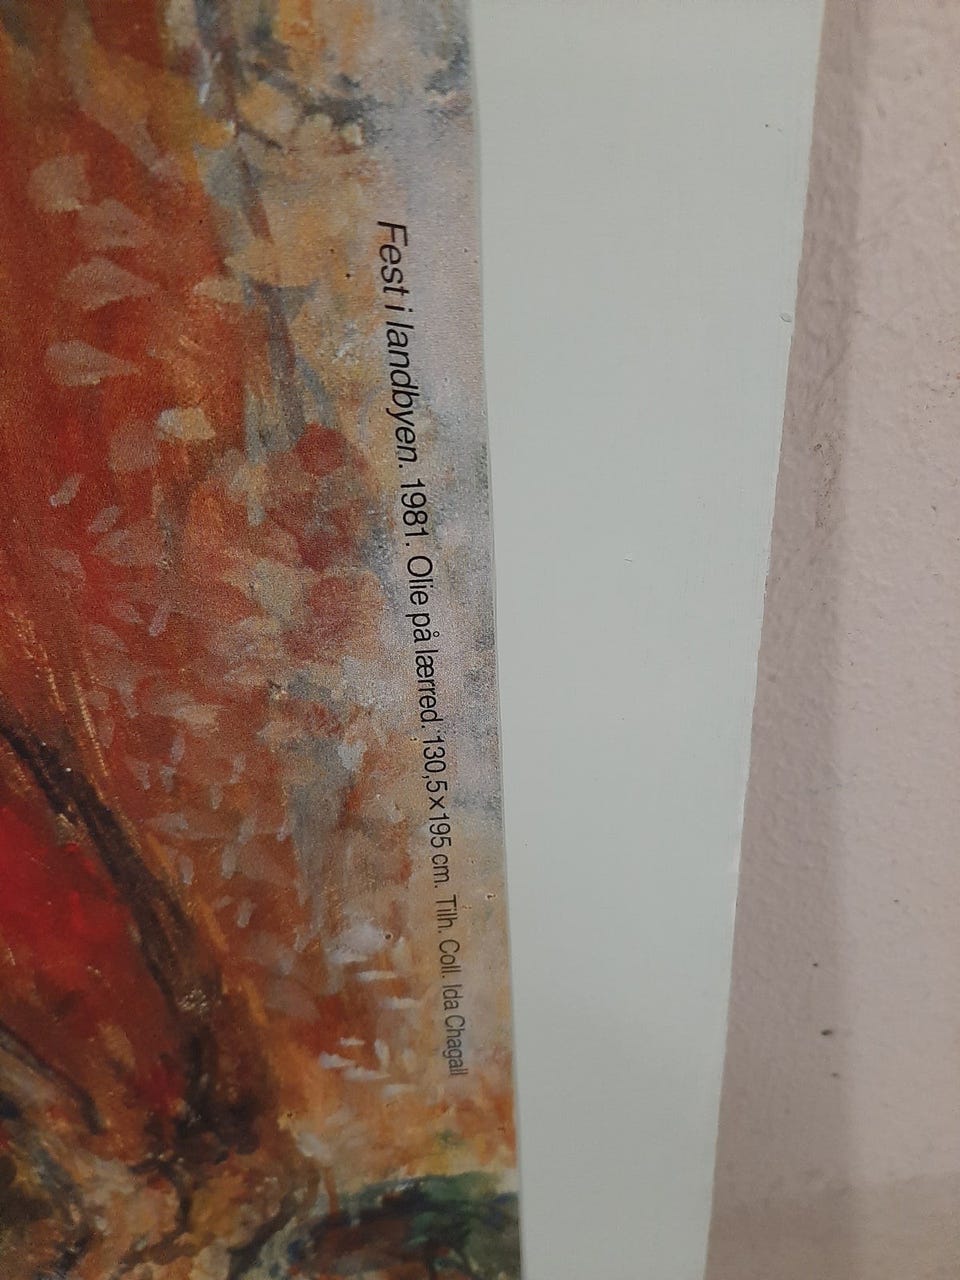 Fest i landbyen. 1981. Olie på lærred. 130,5 x 195 cm. Tilh. Coll. Ida Chagall